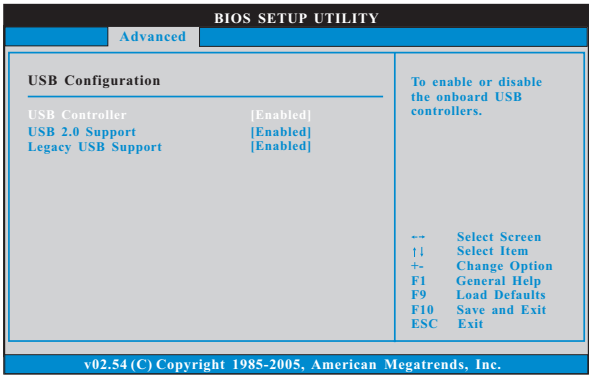 BIOS SETUP UTILITY
Advanced
USB Configuration
USB Controller [Enabled]
USB 2.0 Support [Enabled]
Legacy USB Support [Enabled]
To enable or disable
the onboard USB
controllers.
←→ Select Screen
↑↓ Select Item
+- Change Option
F1 General Help
F9 Load Defaults
F10 Save and Exit
ESC Exit
v02.54 (C) Copyright 1985-2005, American Megatrends, Inc.